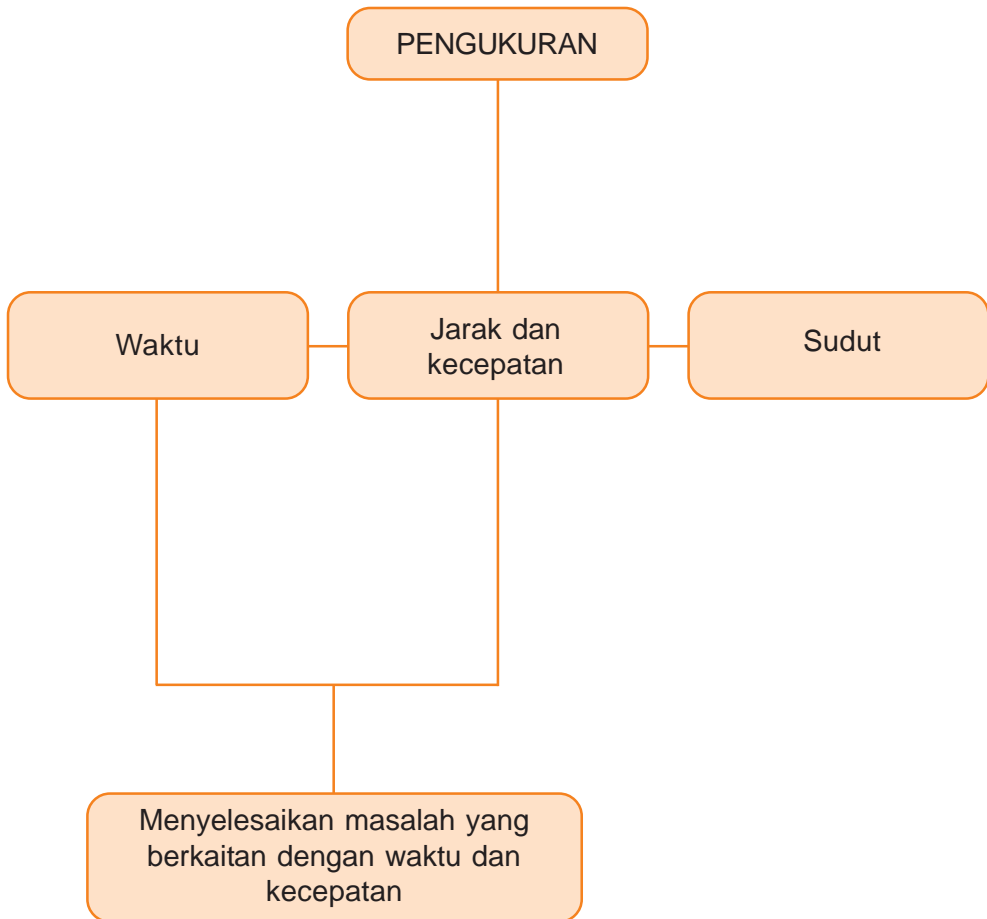 PENGUKURAN
Waktu
Jarak dan
kecepatan
Sudut
Menyelesaikan masalah yang
berkaitan dengan waktu dan
kecepatan